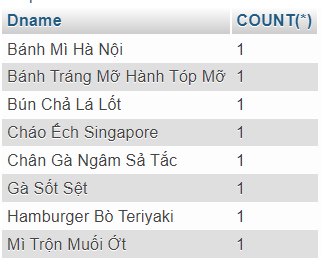 Dname COUNT(*)
Bánh Mì Hà Nội 1
Bánh Tráng Mỡ Hành Tóp Mỡ 1
Bún Chả Lá Lốt 1
Cháo Ếch Singapore 1
Chân Gà Ngâm Sả Tắc 1
Gà Sốt Sệt 1
Hamburger Bò Teriyaki 1
Mì Trộn Muối Ớt 1